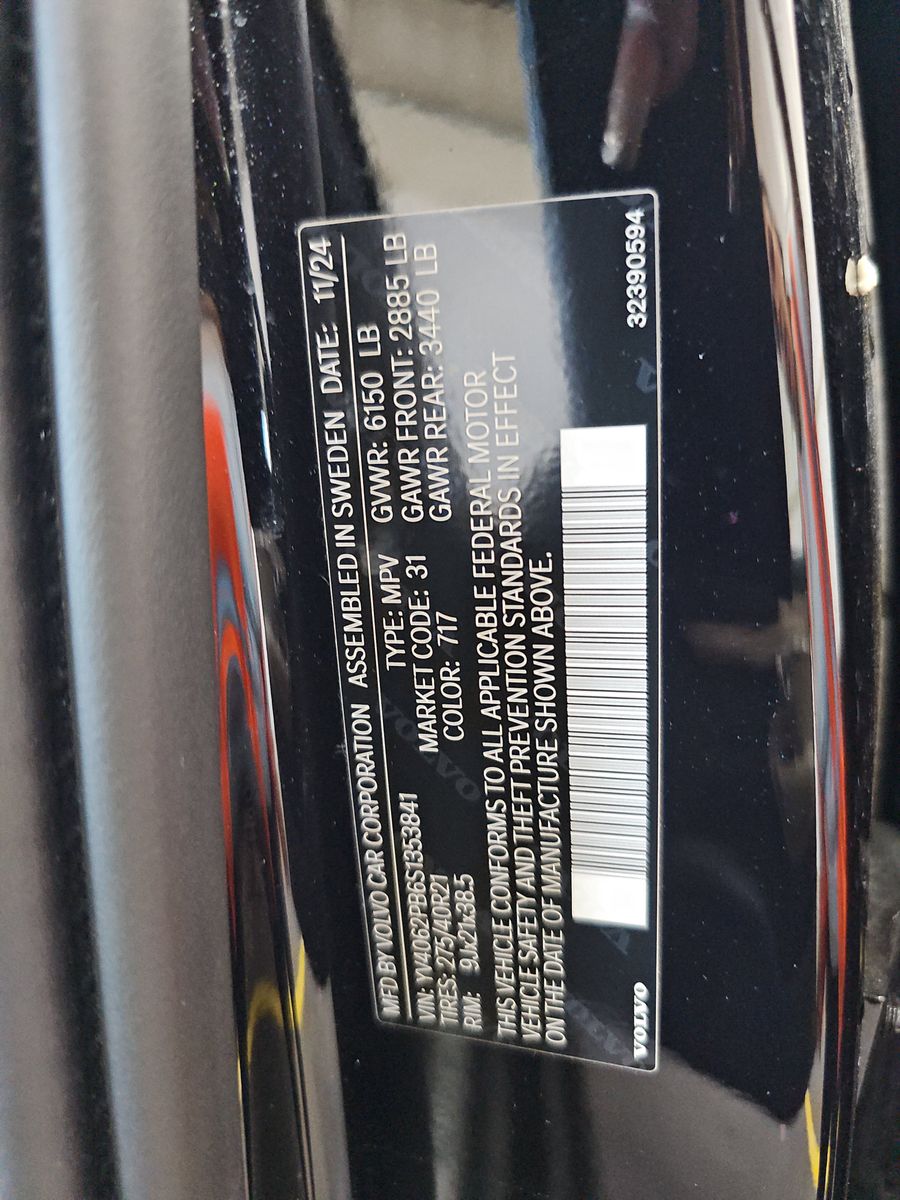 MFD BY VOLVO CAR CORPORATION ASSEMBLED IN SWEDEN DATE: 11/24
VIN: YV4062PB6S1353841 TYPE: MPV GVWR: 6150 LB
TIRES: 275/40R21 MARKET CODE: 31 GAWR FRONT: 2885 LB
RIM: 9Jx21x38.5 COLOR: 717 GAWR REAR: 3440 LB
THIS VEHICLE CONFORMS TO ALL APPLICABLE FEDERAL MOTOR
VEHICLE SAFETY AND THEFT PREVENTION STANDARDS IN EFFECT
ON THE DATE OF MANUFACTURE SHOWN ABOVE.
VOLVO 32390594